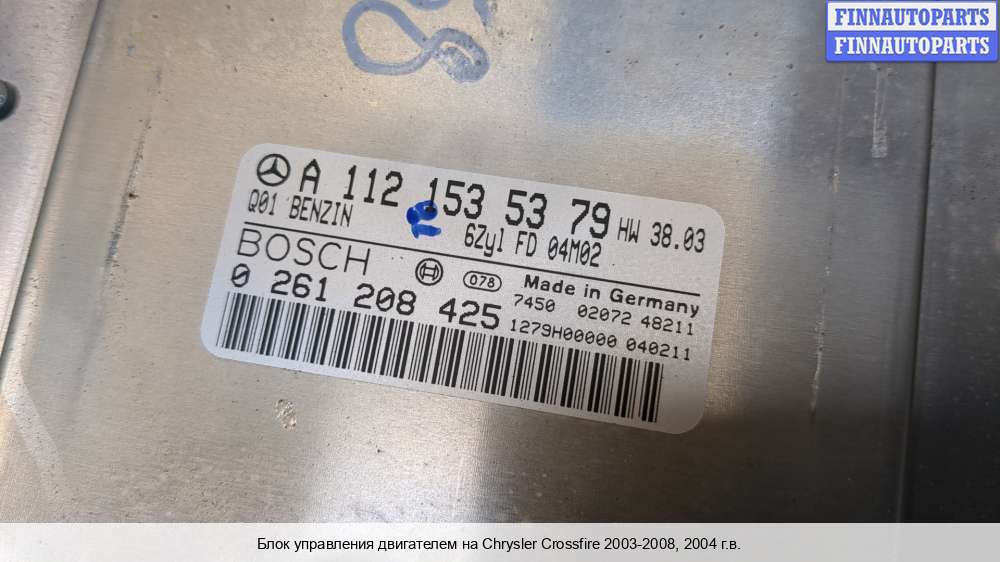 FINNAUTOPARTS
FINNAUTOPARTS
A 112 153 53 79 HW 38.03
Q01 BENZIN 6Zyl FD 04M02
BOSCH 078 Made in Germany
0 261 208 425 7450 02072 48211
1279H00000 040211
Блок управления двигателем на Chrysler Crossfire 2003-2008, 2004 г.в.